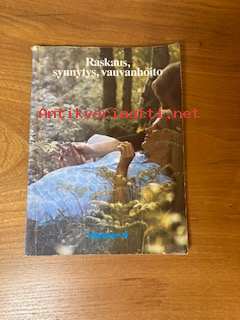 Raskaus,
synnytys, vauvanhoito
Antikvariaatti.net